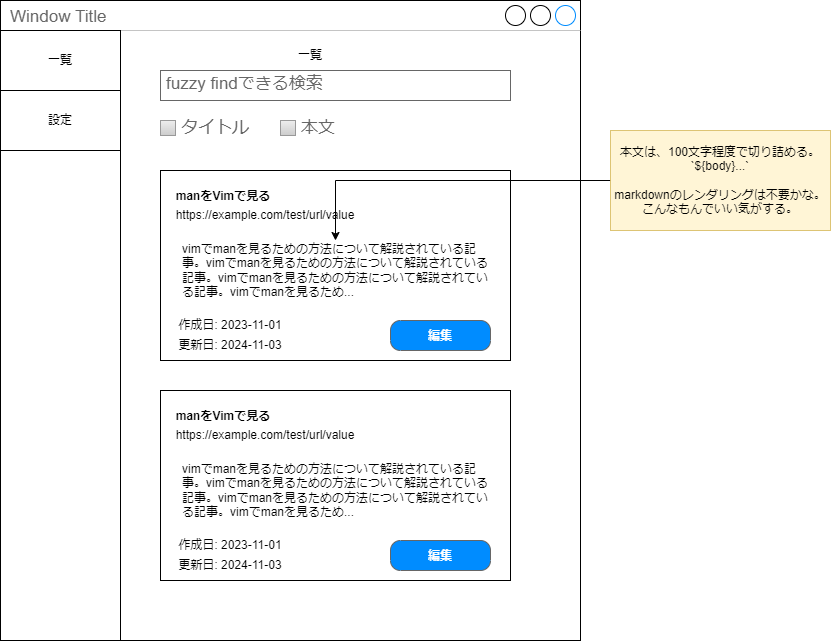 Window Title
一覧
設定
一覧
fuzzy findできる検索
タイトル
本文
manをVimで見る
https://example.com/test/url/value
vimでmanを見るための方法について解説されている記
事。vimでmanを見るための方法について解説されている
記事。vimでmanを見るための方法について解説されてい
る記事。vimでmanを見るため...
作成日: 2023-11-01
更新日: 2024-11-03
編集
manをVimで見る
https://example.com/test/url/value
vimでmanを見るための方法について解説されている記
事。vimでmanを見るための方法について解説されている
記事。vimでmanを見るための方法について解説されてい
る記事。vimでmanを見るため...
作成日: 2023-11-01
更新日: 2024-11-03
編集
本文は、100文字程度で切り詰める。
`${body}...`
markdownのレンダリングは不要かな。
こんなもんでいい気がする。